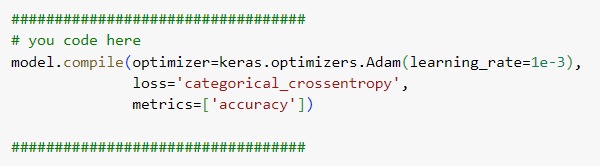 ##################################
# you code here
model.compile(optimizer=keras.optimizers.Adam(learning_rate=1e-3),
              loss='categorical_crossentropy',
              metrics=['accuracy'])
##################################